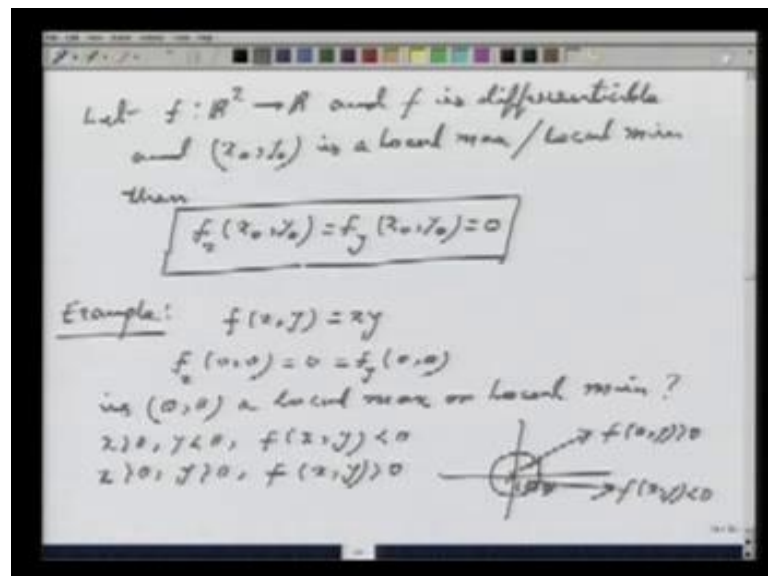 Let f : R² → R and f is differentiable
and (x₀, y₀) is a local max / local min
then
fₓ(x₀, y₀) = f_y(x₀, y₀) = 0
Example: f(x, y) = xy
fₓ(0, 0) = 0 = f_y(0, 0)
is (0, 0) a local max or local min ?
x > 0, y < 0, f(x, y) < 0
x > 0, y > 0, f(x, y) > 0
f(x, y) > 0
f(x, y) < 0